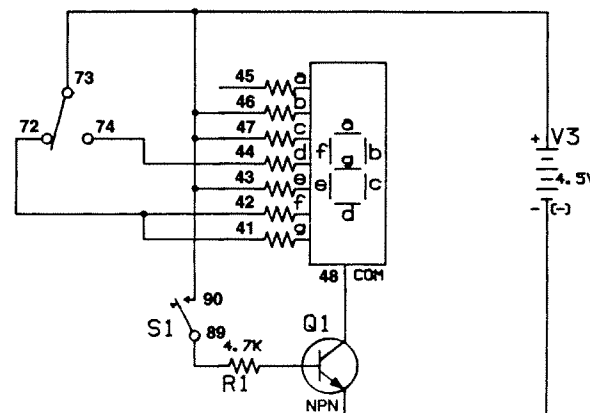 73
72
74
45 a
46 b
47 c
44 d
43 e
42 f
41 g
a
f b
g
e c
d
48 COM
+ V3
4.5V
- (-)
90
S1
89
4.7K
R1
Q1
NPN